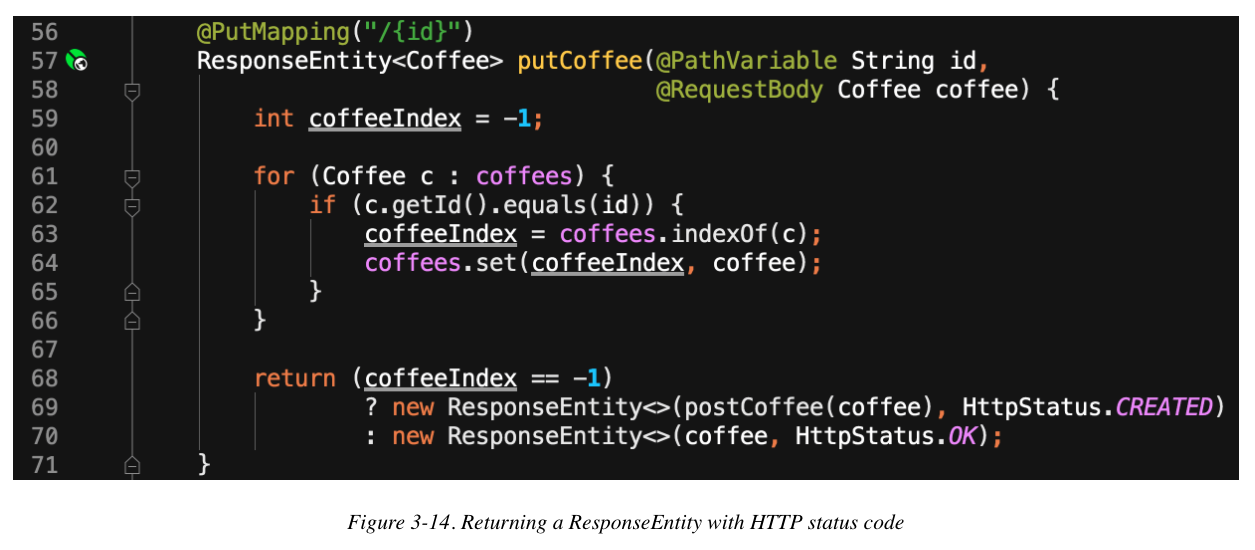 56 @PutMapping("/{id}")
57 ResponseEntity<Coffee> putCoffee(@PathVariable String id,
58 @RequestBody Coffee coffee) {
59 int coffeeIndex = -1;
60
61 for (Coffee c : coffees) {
62 if (c.getId().equals(id)) {
63 coffeeIndex = coffees.indexOf(c);
64 coffees.set(coffeeIndex, coffee);
65 }
66 }
67
68 return (coffeeIndex == -1)
69 ? new ResponseEntity<>(postCoffee(coffee), HttpStatus.CREATED)
70 : new ResponseEntity<>(coffee, HttpStatus.OK);
71 }
Figure 3-14. Returning a ResponseEntity with HTTP status code